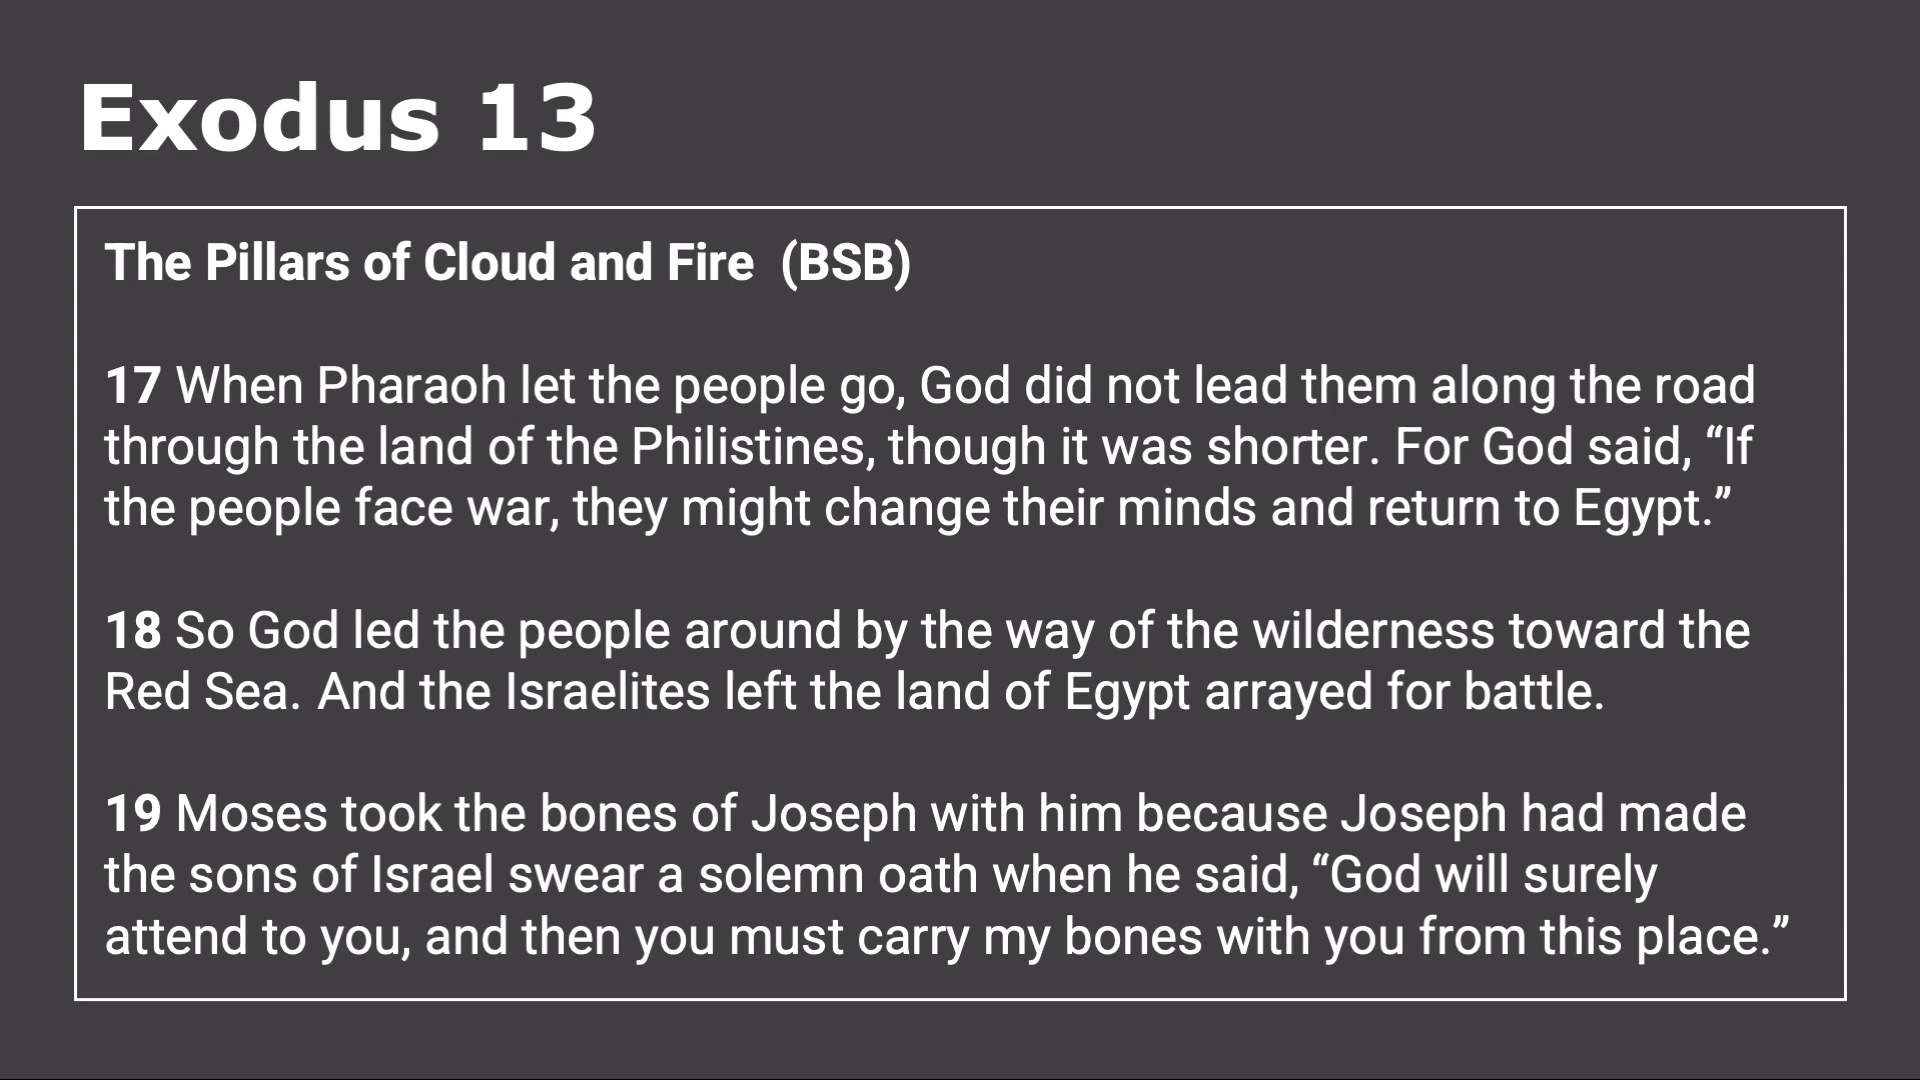 Exodus 13
The Pillars of Cloud and Fire  (BSB)
17 When Pharaoh let the people go, God did not lead them along the road
through the land of the Philistines, though it was shorter. For God said, “If
the people face war, they might change their minds and return to Egypt.”
18 So God led the people around by the way of the wilderness toward the
Red Sea. And the Israelites left the land of Egypt arrayed for battle.
19 Moses took the bones of Joseph with him because Joseph had made
the sons of Israel swear a solemn oath when he said, “God will surely
attend to you, and then you must carry my bones with you from this place.”